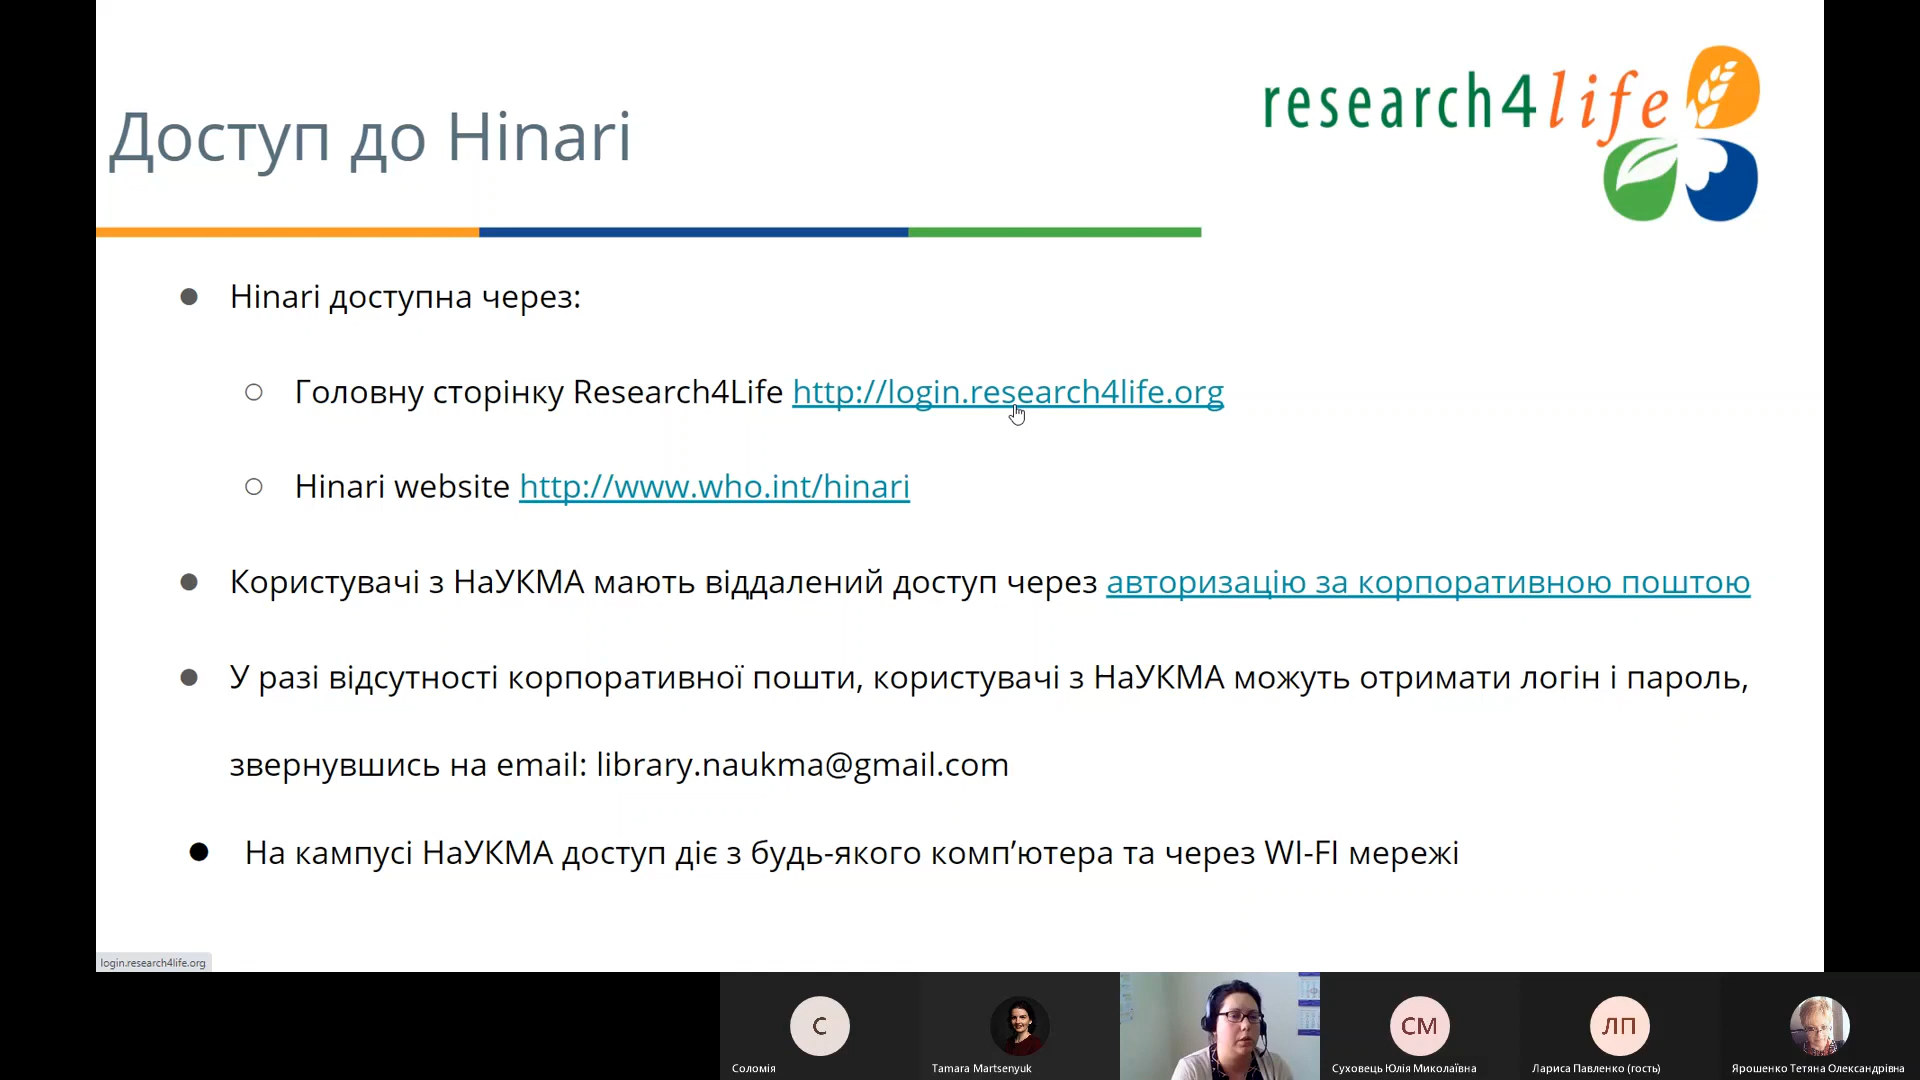 research4life
Доступ до Hinari
● Hinari доступна через:
○ Головну сторінку Research4Life http://login.research4life.org
○ Hinari website http://www.who.int/hinari
● Користувачі з НаУКМА мають віддалений доступ через авторизацію за корпоративною поштою
● У разі відсутності корпоративної пошти, користувачі з НаУКМА можуть отримати логін і пароль,
звернувшись на email: library.naukma@gmail.com
● На кампусі НаУКМА доступ діє з будь-якого комп’ютера та через WI-FI мережі
login.research4life.org
С
СМ
ЛП
Соломія
Tamara Martsenyuk
Суховець Юлія Миколаївна
Лариса Павленко (гость)
Ярошенко Тетяна Олександрівна